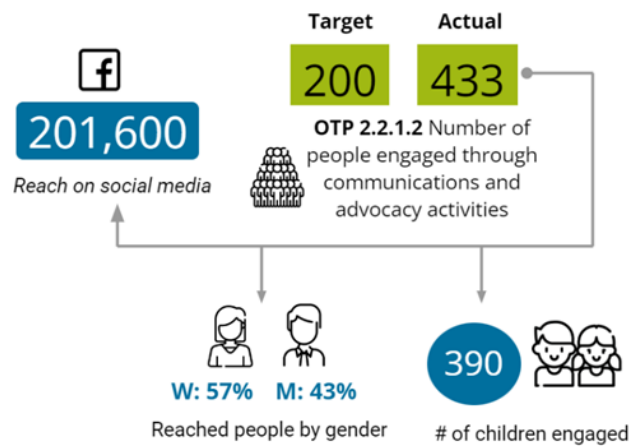 Target Actual
200 433
201,600
Reach on social media
OTP 2.2.1.2 Number of
people engaged through
communications and
advocacy activities
W: 57% M: 43%
Reached people by gender
390
# of children engaged